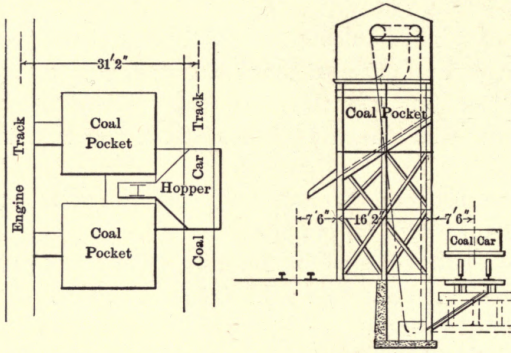 31'2"
Engine Track
Coal
Pocket
Hopper
Coal
Pocket
Coal Car Track
Coal Pocket
7'6"
16'2
7'6"
Coal Car